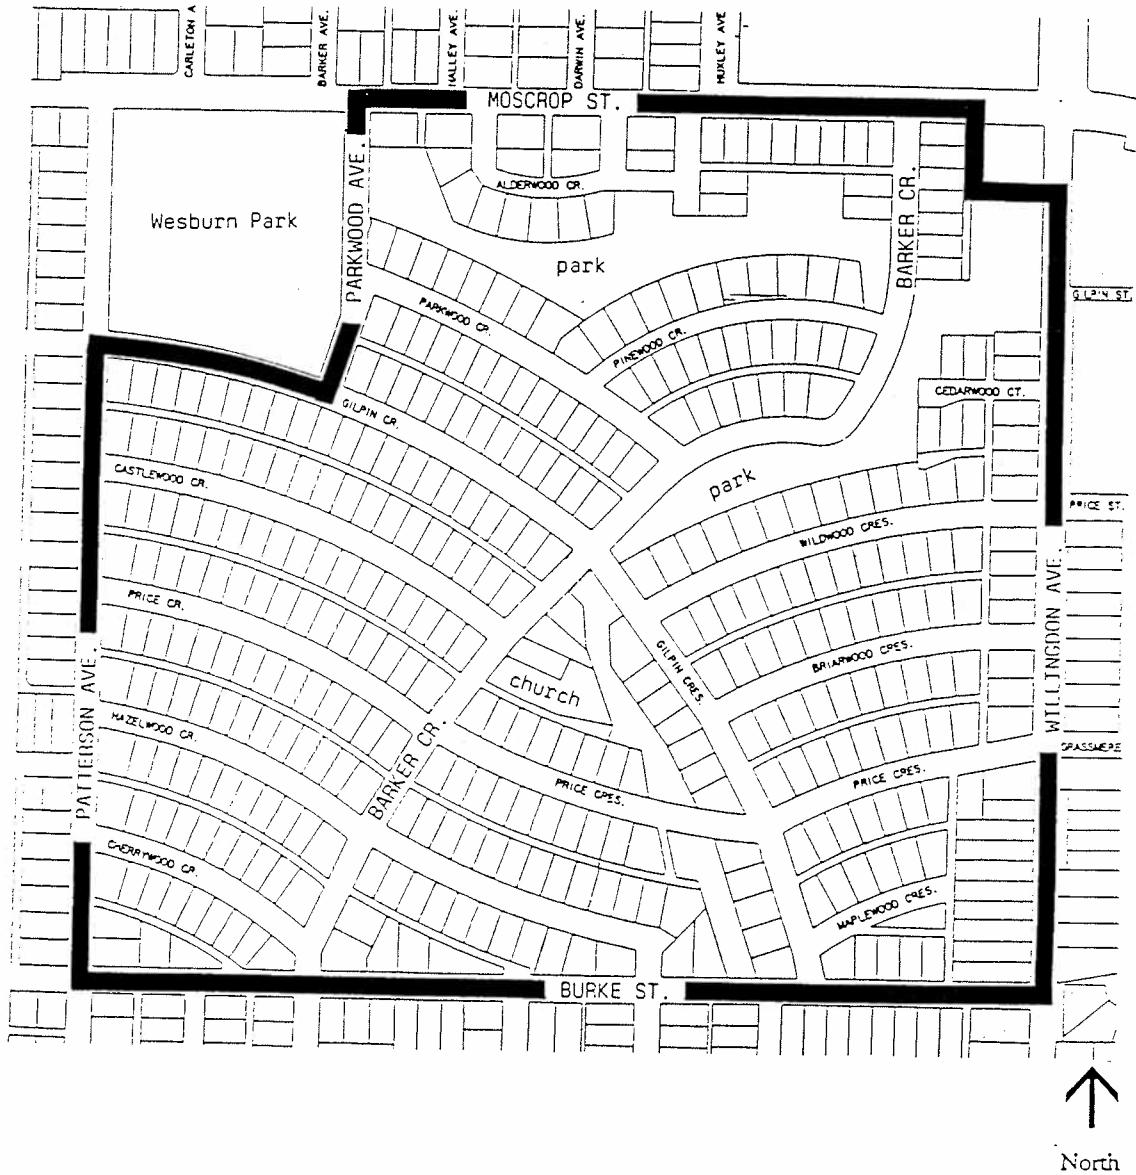 CARLETON A
BARKER AVE.
HALLEY AVE.
DARWIN AVE.
HUXLEY AVE
MOSCROP ST.
PARKWOOD AVE.
ALDERWOOD CR.
BARKER CR.
Wesburn Park
park
GILPIN ST.
PARKWOOD CR.
PINEWOOD CR.
CEDARWOOD CT.
GILPIN CR.
CASTLEWOOD CR.
park
PRICE ST.
WILDWOOD CRES.
WILLINGDON AVE.
PRICE CR.
GILPIN CRES.
BRIARWOOD CRES.
PATTERSON AVE.
church
HAZELWOOD CR.
BARKER CR.
GRASSMERE
PRICE CRES.
PRICE CRES.
CHERRYWOOD CR.
MAPLEWOOD CRES.
BURKE ST.
North